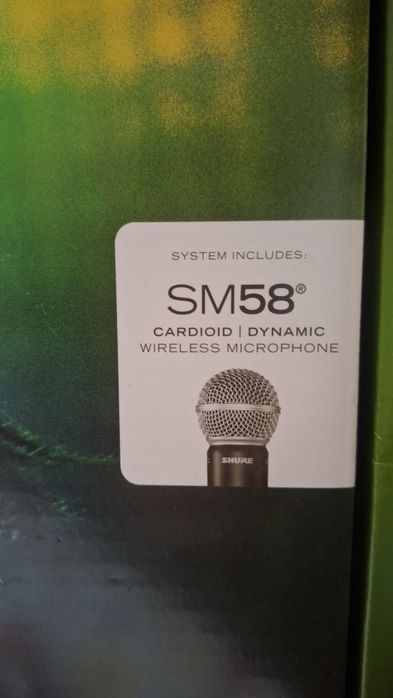 SYSTEM INCLUDES:
SM58®
CARDIOID | DYNAMIC
WIRELESS MICROPHONE
SHURE